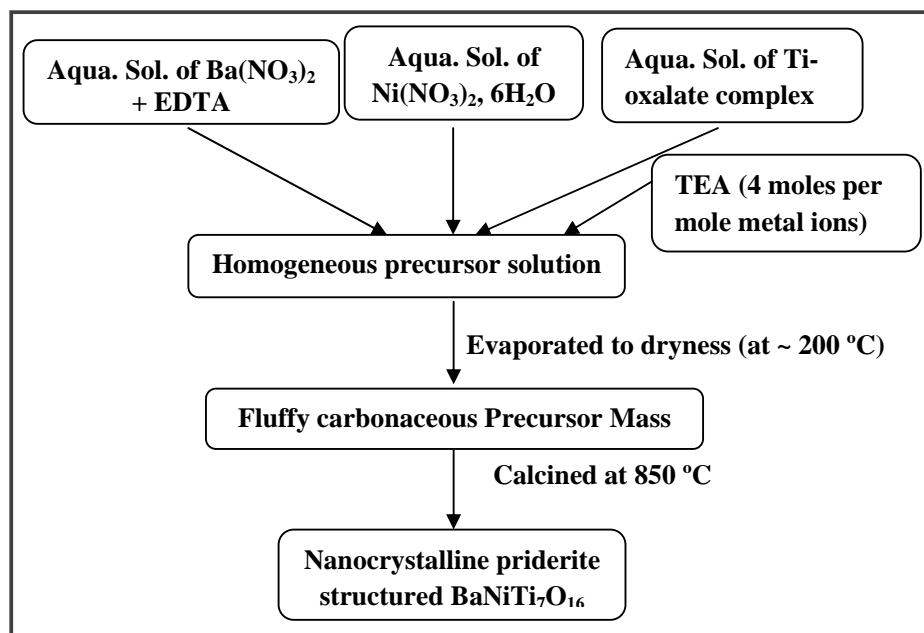 Aqua. Sol. of Ba(NO₃)₂
+ EDTA
Aqua. Sol. of
Ni(NO₃)₂, 6H₂O
Aqua. Sol. of Ti-
oxalate complex
TEA (4 moles per
mole metal ions)
Homogeneous precursor solution
Evaporated to dryness (at ~ 200 ºC)
Fluffy carbonaceous Precursor Mass
Calcined at 850 ºC
Nanocrystalline priderite
structured BaNiTi₇O₁₆